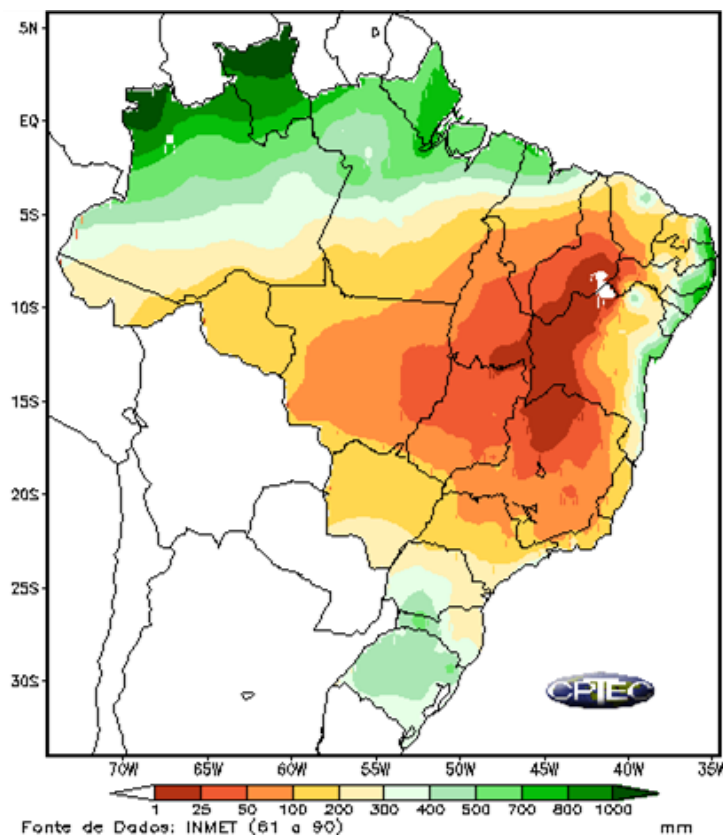 5N
EQ
5S
10S
15S
20S
25S
30S
CPTEC
70W 65W 60W 55W 50W 45W 40W 35W
1 25 50 100 200 300 400 500 700 800 1000
Fonte de Dados: INMET (61 a 90) mm